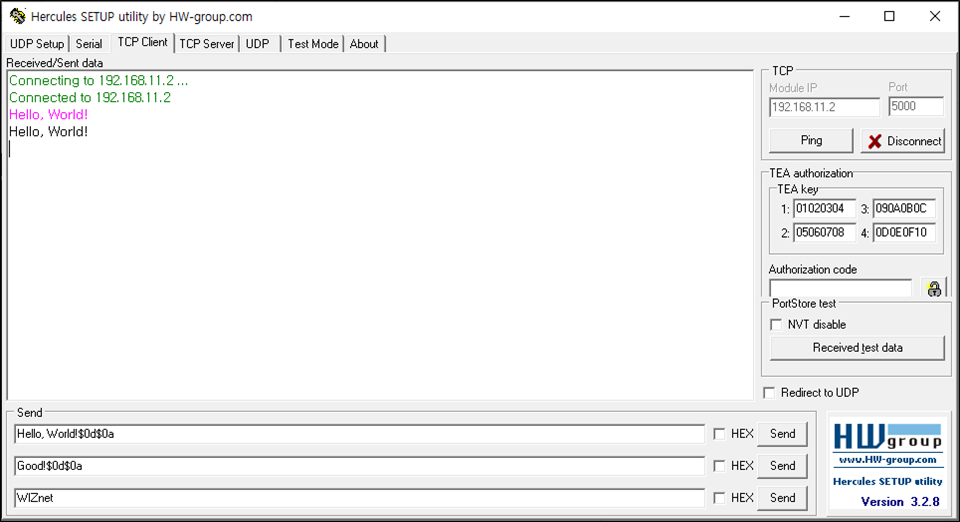 Hercules SETUP utility by HW-group.com
UDP Setup Serial TCP Client TCP Server UDP Test Mode About
Received/Sent data
Connecting to 192.168.11.2 ...
Connected to 192.168.11.2
Hello, World!
Hello, World!
TCP
Module IP Port
192.168.11.2 5000
Ping Disconnect
TEA authorization
TEA key
1: 01020304 3: 090A0B0C
2: 05060708 4: 0D0E0F10
Authorization code
PortStore test
NVT disable
Received test data
Redirect to UDP
Send
Hello, World!$0d$0a HEX Send
Good!$0d$0a HEX Send
WIZnet HEX Send
HW group
www.HW-group.com
Hercules SETUP utility
Version 3.2.8